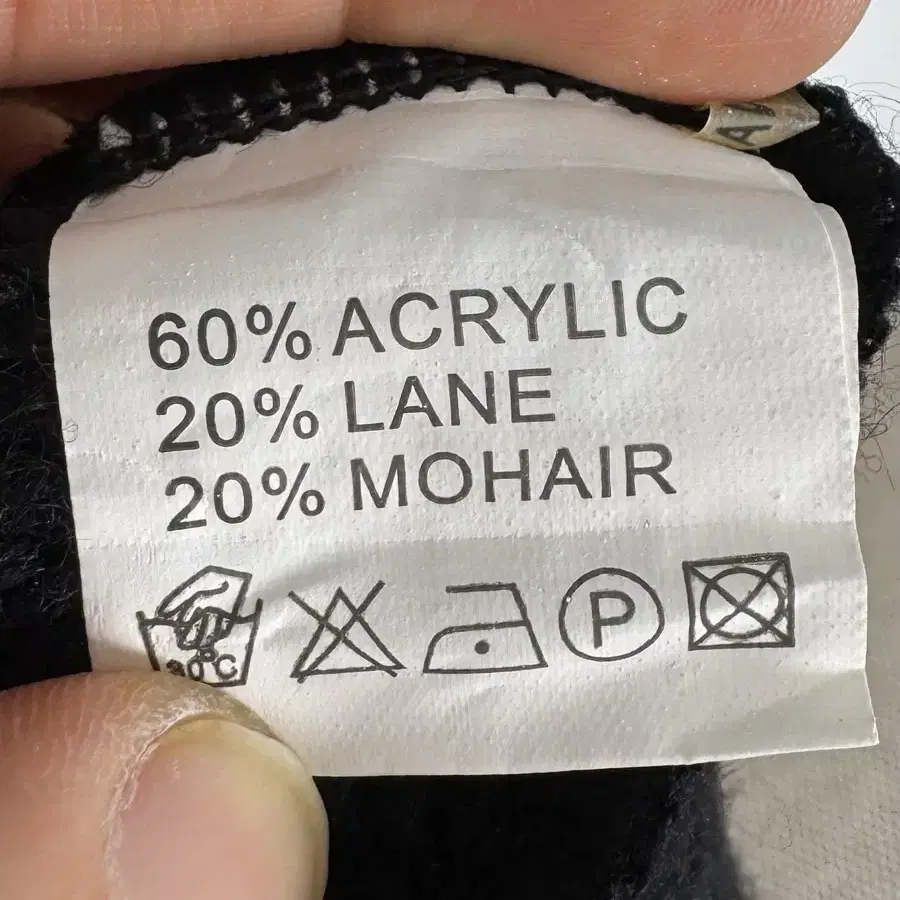 A
60% ACRYLIC
20% LANE
20% MOHAIR
30°C
P